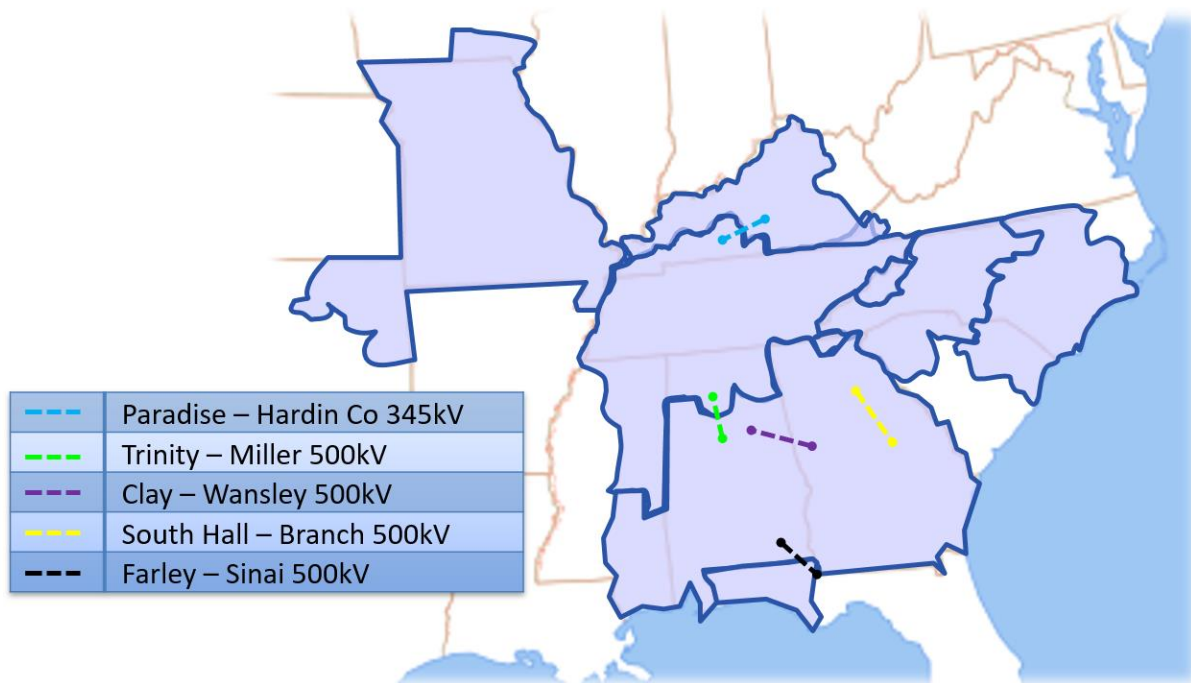 Paradise – Hardin Co 345kV
Trinity – Miller 500kV
Clay – Wansley 500kV
South Hall – Branch 500kV
Farley – Sinai 500kV